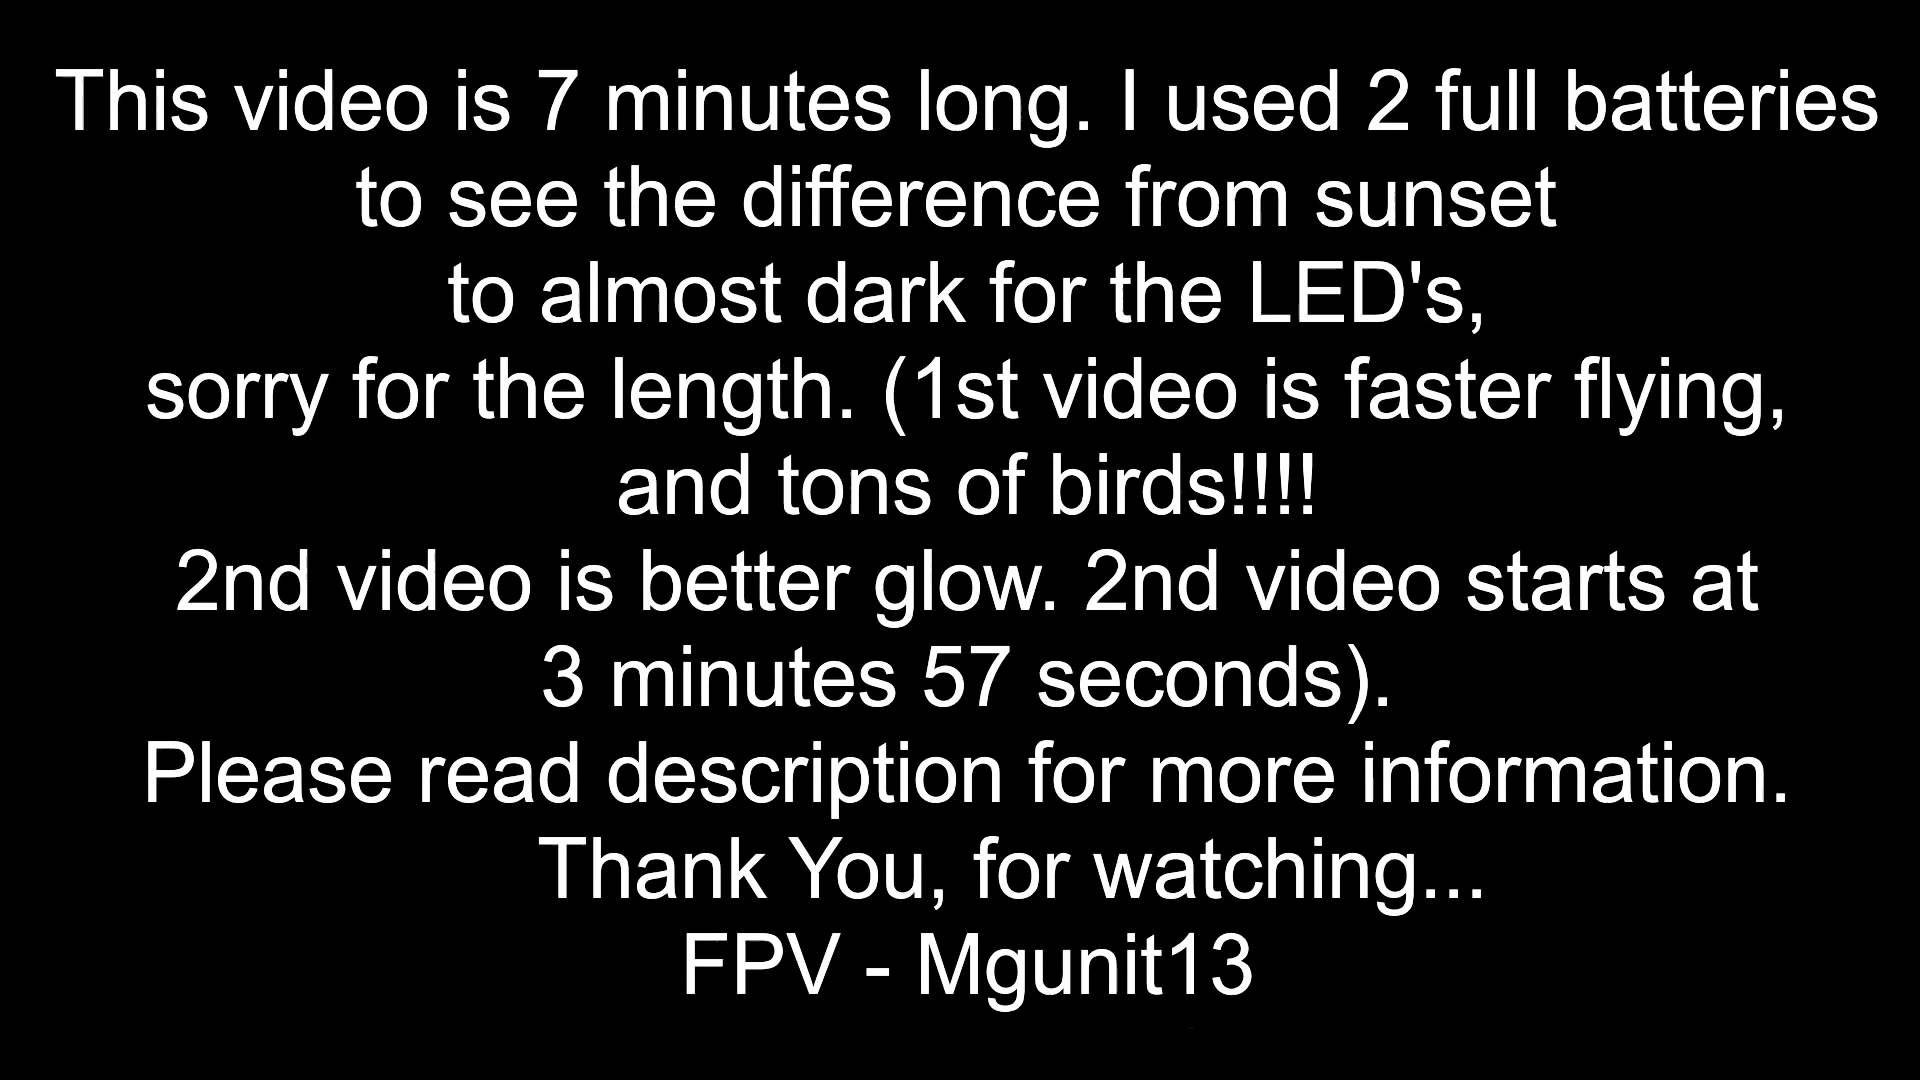 This video is 7 minutes long. I used 2 full batteries
to see the difference from sunset
to almost dark for the LED's,
sorry for the length. (1st video is faster flying,
and tons of birds!!!!
2nd video is better glow. 2nd video starts at
3 minutes 57 seconds).
Please read description for more information.
Thank You, for watching...
FPV - Mgunit13